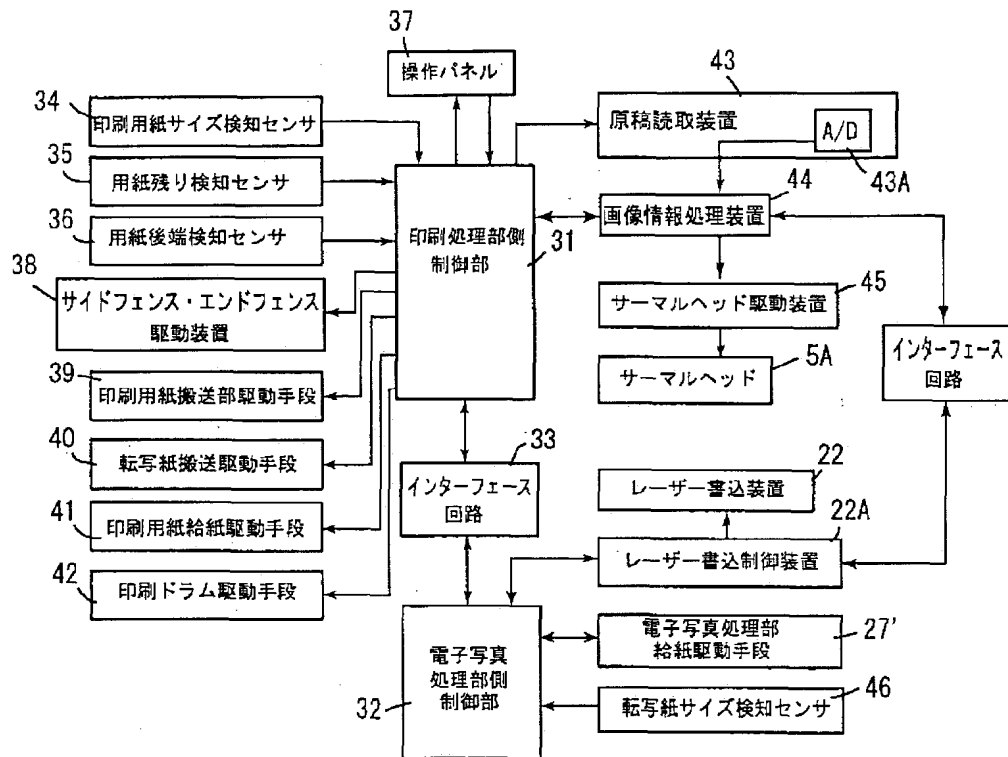 37
操作パネル
34
印刷用紙サイズ検知センサ
35
用紙残り検知センサ
36
用紙後端検知センサ
38
サイドフェンス・エンドフェンス
駆動装置
39
印刷用紙搬送部駆動手段
40
転写紙搬送駆動手段
41
印刷用紙給紙駆動手段
42
印刷ドラム駆動手段
印刷処理部側
制御部
31
43
原稿読取装置
A/D
43A
44
画像情報処理装置
45
サーマルヘッド駆動装置
5A
サーマルヘッド
インターフェース
回路
33
インターフェース
回路
22
レーザー書込装置
22A
レーザー書込制御装置
電子写真
処理部側
制御部
32
電子写真処理部
給紙駆動手段
27'
46
転写紙サイズ検知センサ